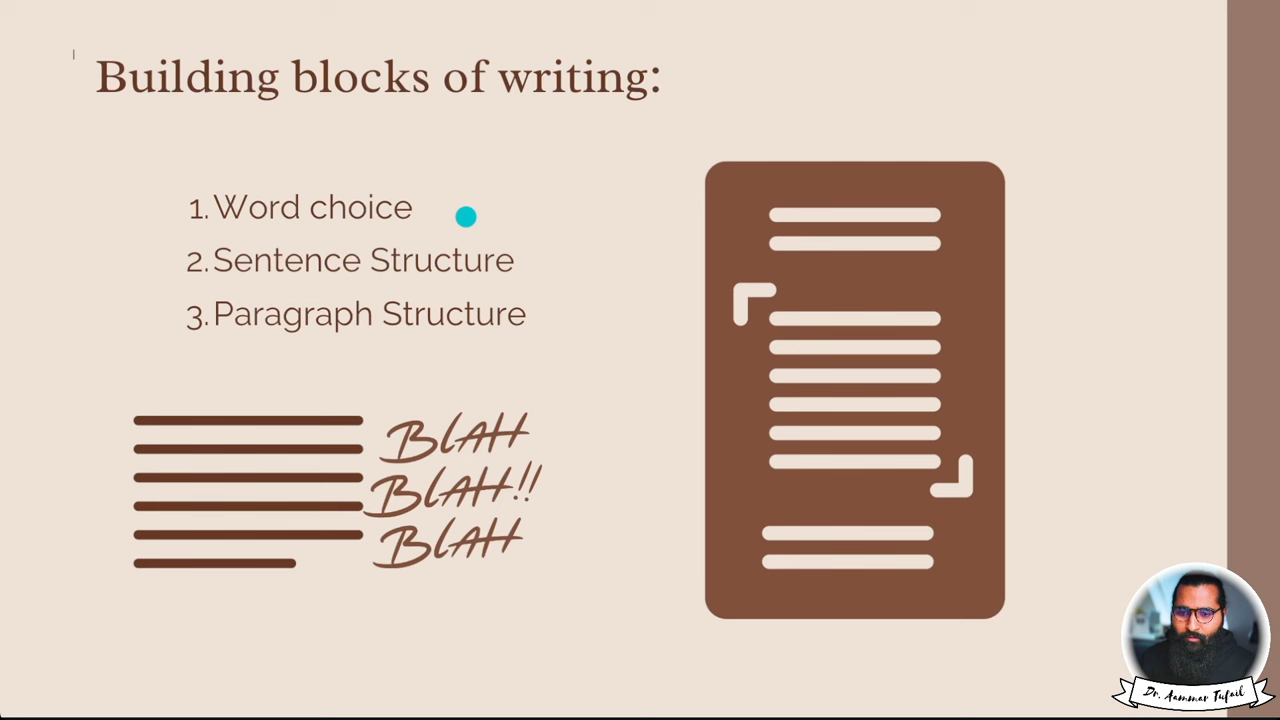 Building blocks of writing:
1. Word choice
2. Sentence Structure
3. Paragraph Structure
BLAH
BLAH!!
BLAH
Dr. Aammar Tufail